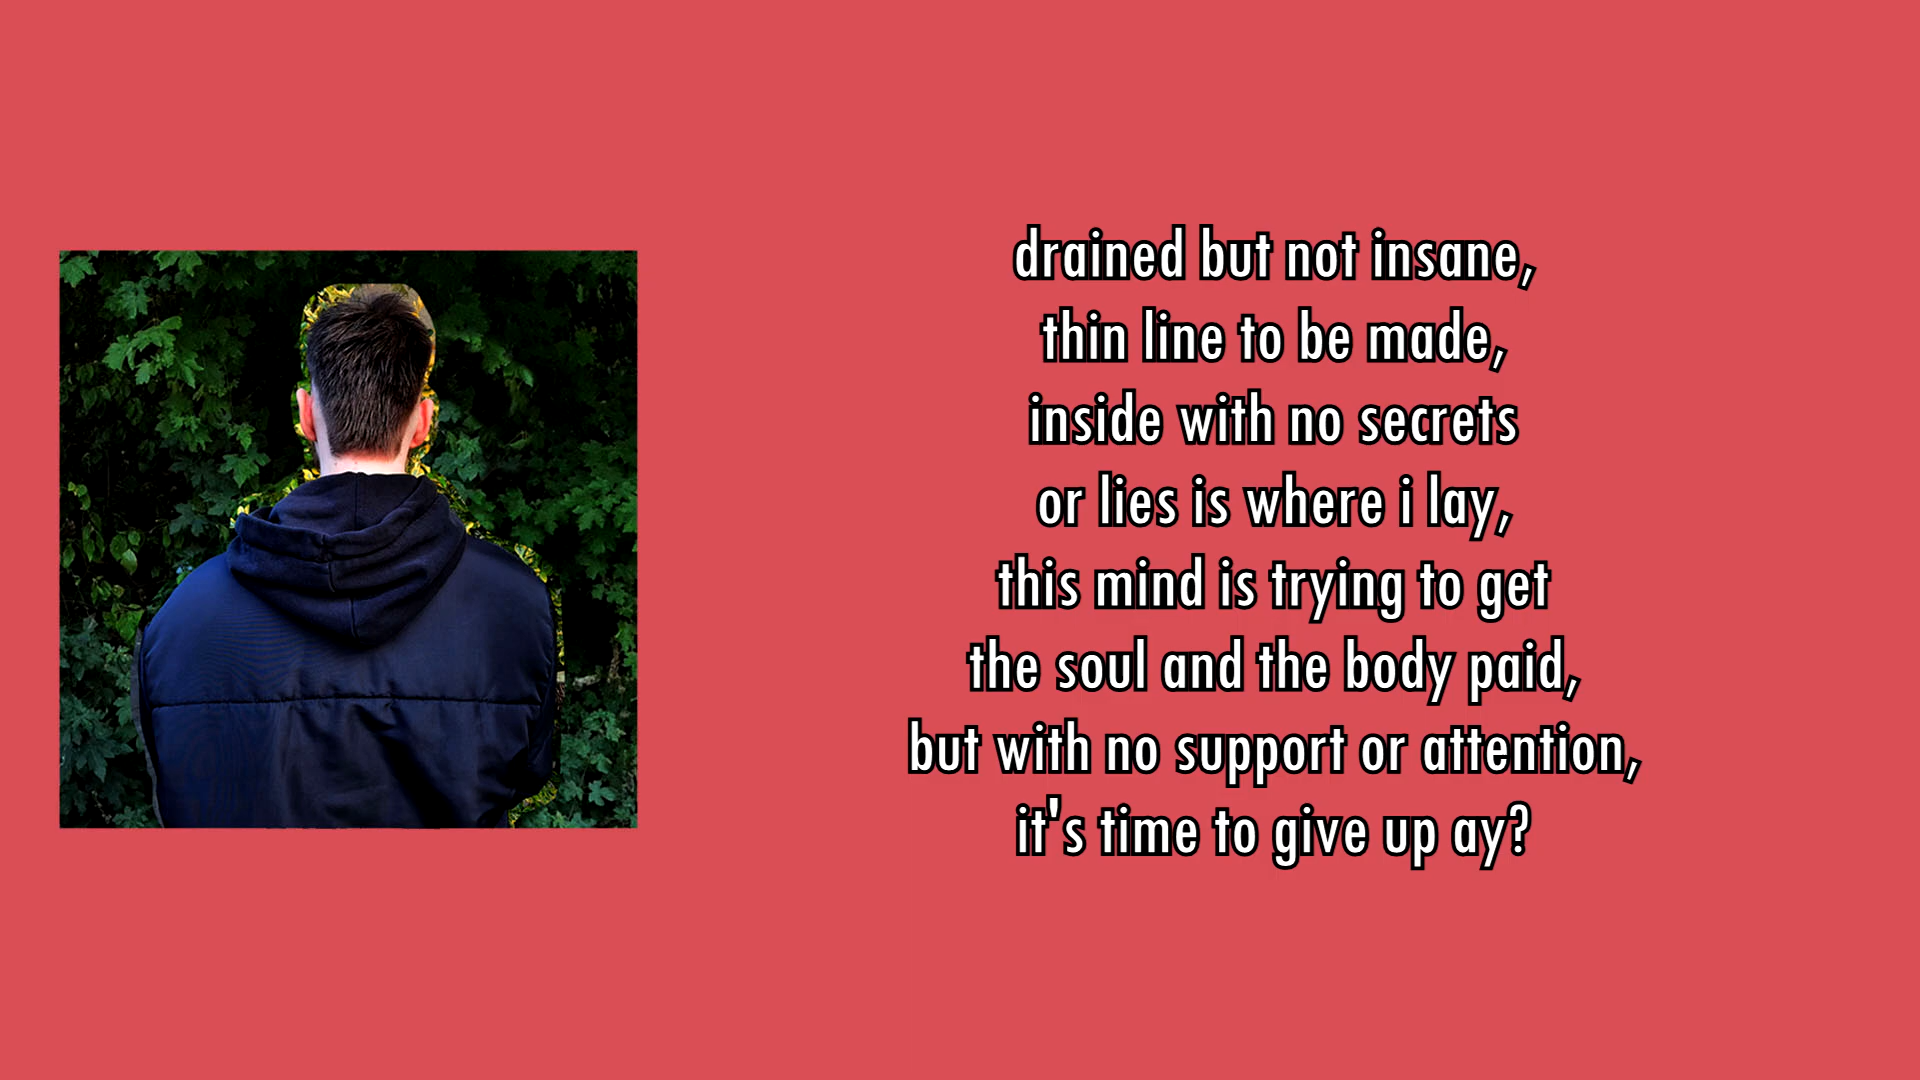 drained but not insane,
thin line to be made,
inside with no secrets
or lies is where i lay,
this mind is trying to get
the soul and the body paid,
but with no support or attention,
it's time to give up ay?